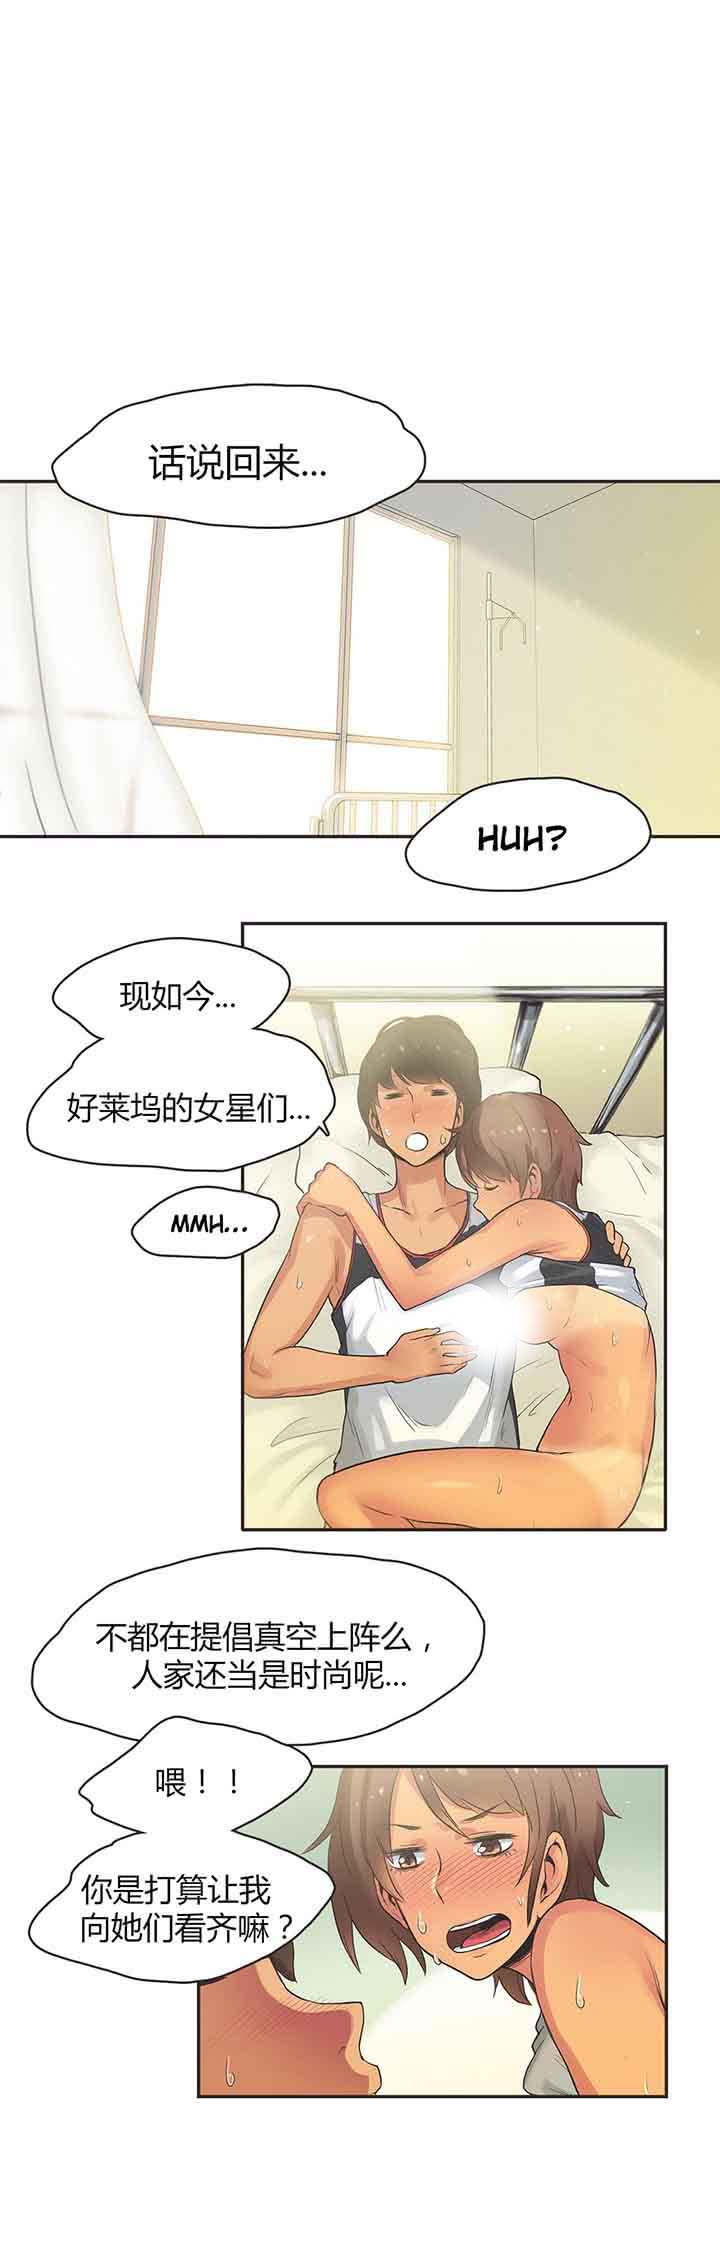 话说回来...
HUH?
现如今...
好莱坞的女星们...
MMH...
不都在提倡真空上阵么，
人家还当是时尚呢...
喂！！
你是打算让我
向她们看齐嘛？